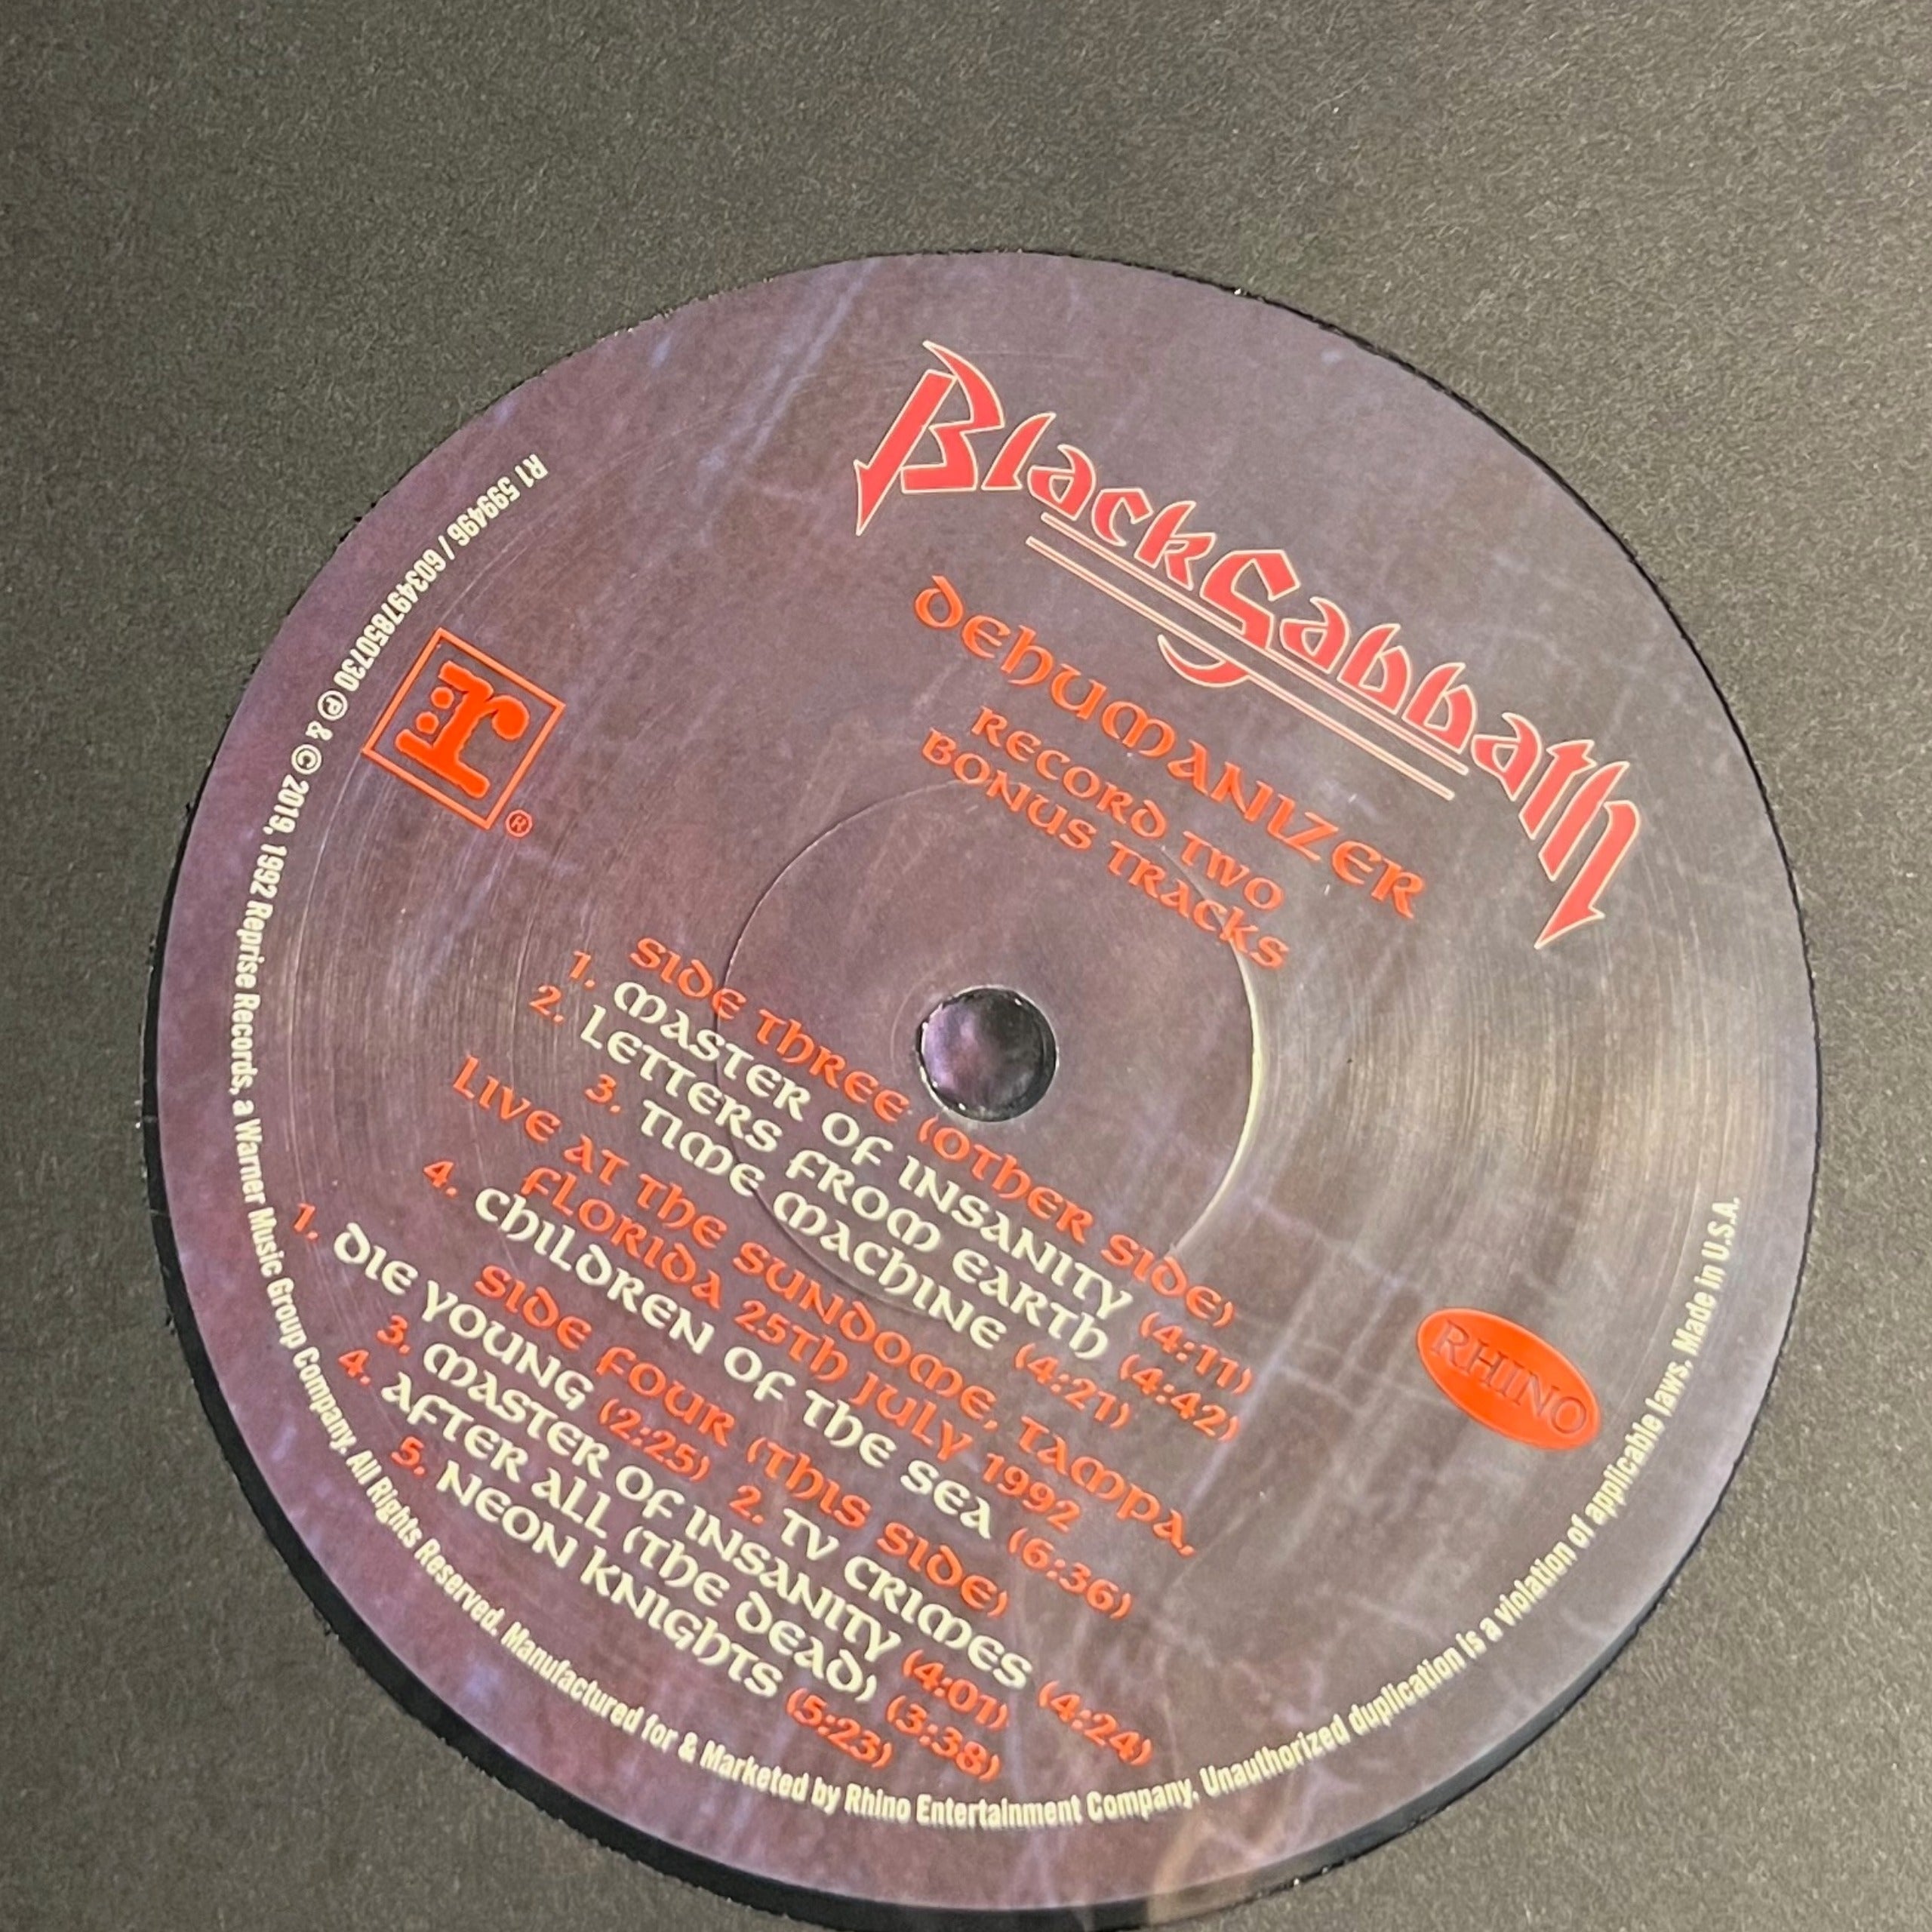 Black Sabbath
DEHUMANIZER
RECORD TWO
BONUS TRACKS
r
®
SIDE THREE (OTHER SIDE)
1. MASTER OF INSANITY (4:11)
2. LETTERS FROM EARTH (4:42)
3. TIME MACHINE (4:21)
LIVE AT THE SUNDOME, TAMPA,
FLORIDA 25TH JULY 1992
4. CHILDREN OF THE SEA (6:36)
SIDE FOUR (THIS SIDE)
1. DIE YOUNG (2:25) 2. TV CRIMES (4:24)
3. MASTER OF INSANITY (4:01)
4. AFTER ALL (THE DEAD) (3:38)
5. NEON KNIGHTS (5:23)
RHINO
R1 599496 / 603497850730 ℗ & © 2019, 1992 Reprise Records, a Warner Music Group Company. All Rights Reserved. Manufactured for & Marketed by Rhino Entertainment Company. Unauthorized duplication is a violation of applicable laws. Made in U.S.A.